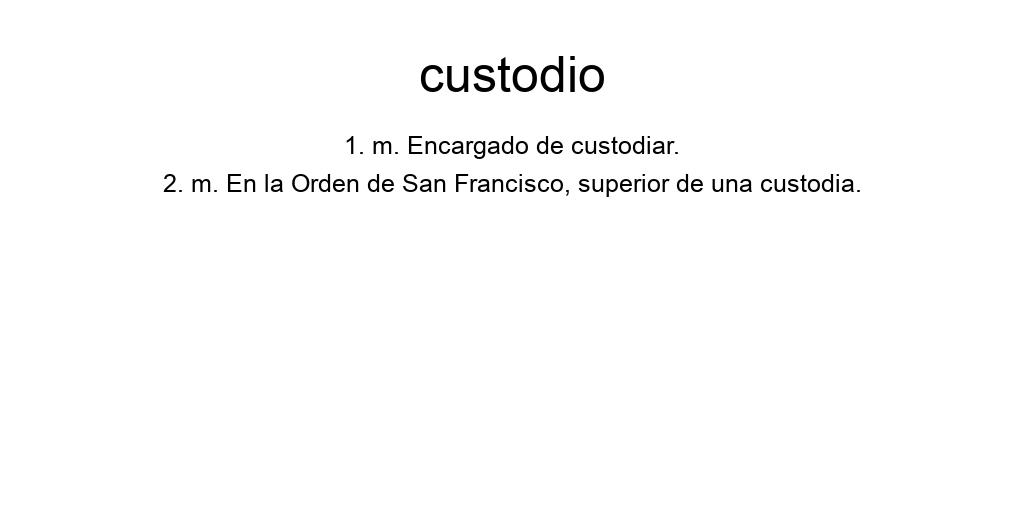 custodio
1. m. Encargado de custodiar.
2. m. En la Orden de San Francisco, superior de una custodia.